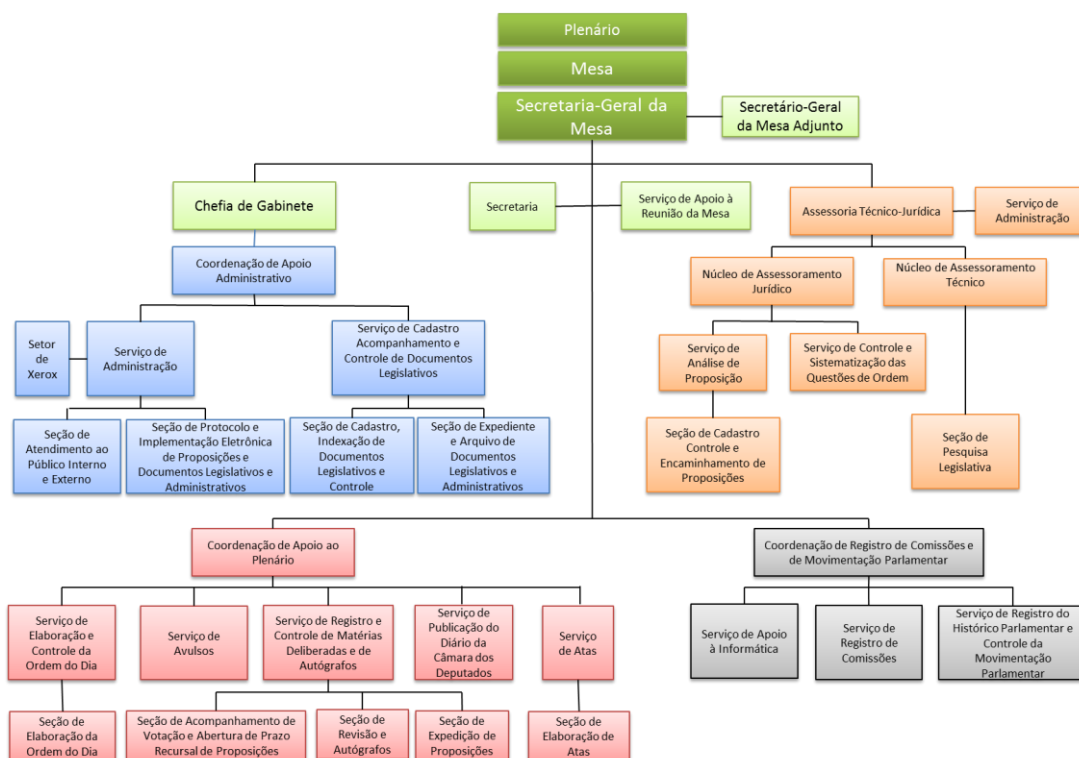 Plenário
Mesa
Secretaria-Geral da
Mesa
Secretário-Geral
da Mesa Adjunto
Chefia de Gabinete
Secretaria
Serviço de Apoio à
Reunião da Mesa
Assessoria Técnico-Jurídica
Serviço de
Administração
Coordenação de Apoio
Administrativo
Núcleo de Assessoramento
Jurídico
Núcleo de Assessoramento
Técnico
Setor
de
Xerox
Serviço de
Administração
Serviço de Cadastro
Acompanhamento e
Controle de Documentos
Legislativos
Serviço de
Análise de
Proposição
Serviço de Controle e
Sistematização das
Questões de Ordem
Seção de
Atendimento ao
Público Interno
e Externo
Seção de Protocolo e
Implementação Eletrônica
de Proposições e
Documentos Legislativos e
Administrativos
Seção de Cadastro,
Indexação de
Documentos
Legislativos e
Controle
Seção de Expediente
e Arquivo de
Documentos
Legislativos e
Administrativos
Seção de Cadastro
Controle e
Encaminhamento de
Proposições
Seção de
Pesquisa
Legislativa
Coordenação de Apoio ao
Plenário
Coordenação de Registro de Comissões e
de Movimentação Parlamentar
Serviço de
Elaboração e
Controle da
Ordem do Dia
Serviço de
Avulsos
Serviço de Registro e
Controle de Matérias
Deliberadas e de
Autógrafos
Serviço de
Publicação do
Diário da
Câmara dos
Deputados
Serviço
de Atas
Serviço de Apoio
à Informática
Serviço de
Registro de
Comissões
Serviço de Registro do
Histórico Parlamentar e
Controle da
Movimentação
Parlamentar
Seção de
Elaboração da
Ordem do Dia
Seção de Acompanhamento de
Votação e Abertura de Prazo
Recursal de Proposições
Seção de
Revisão e
Autógrafos
Seção de
Expedição de
Proposições
Seção de
Elaboração de
Atas